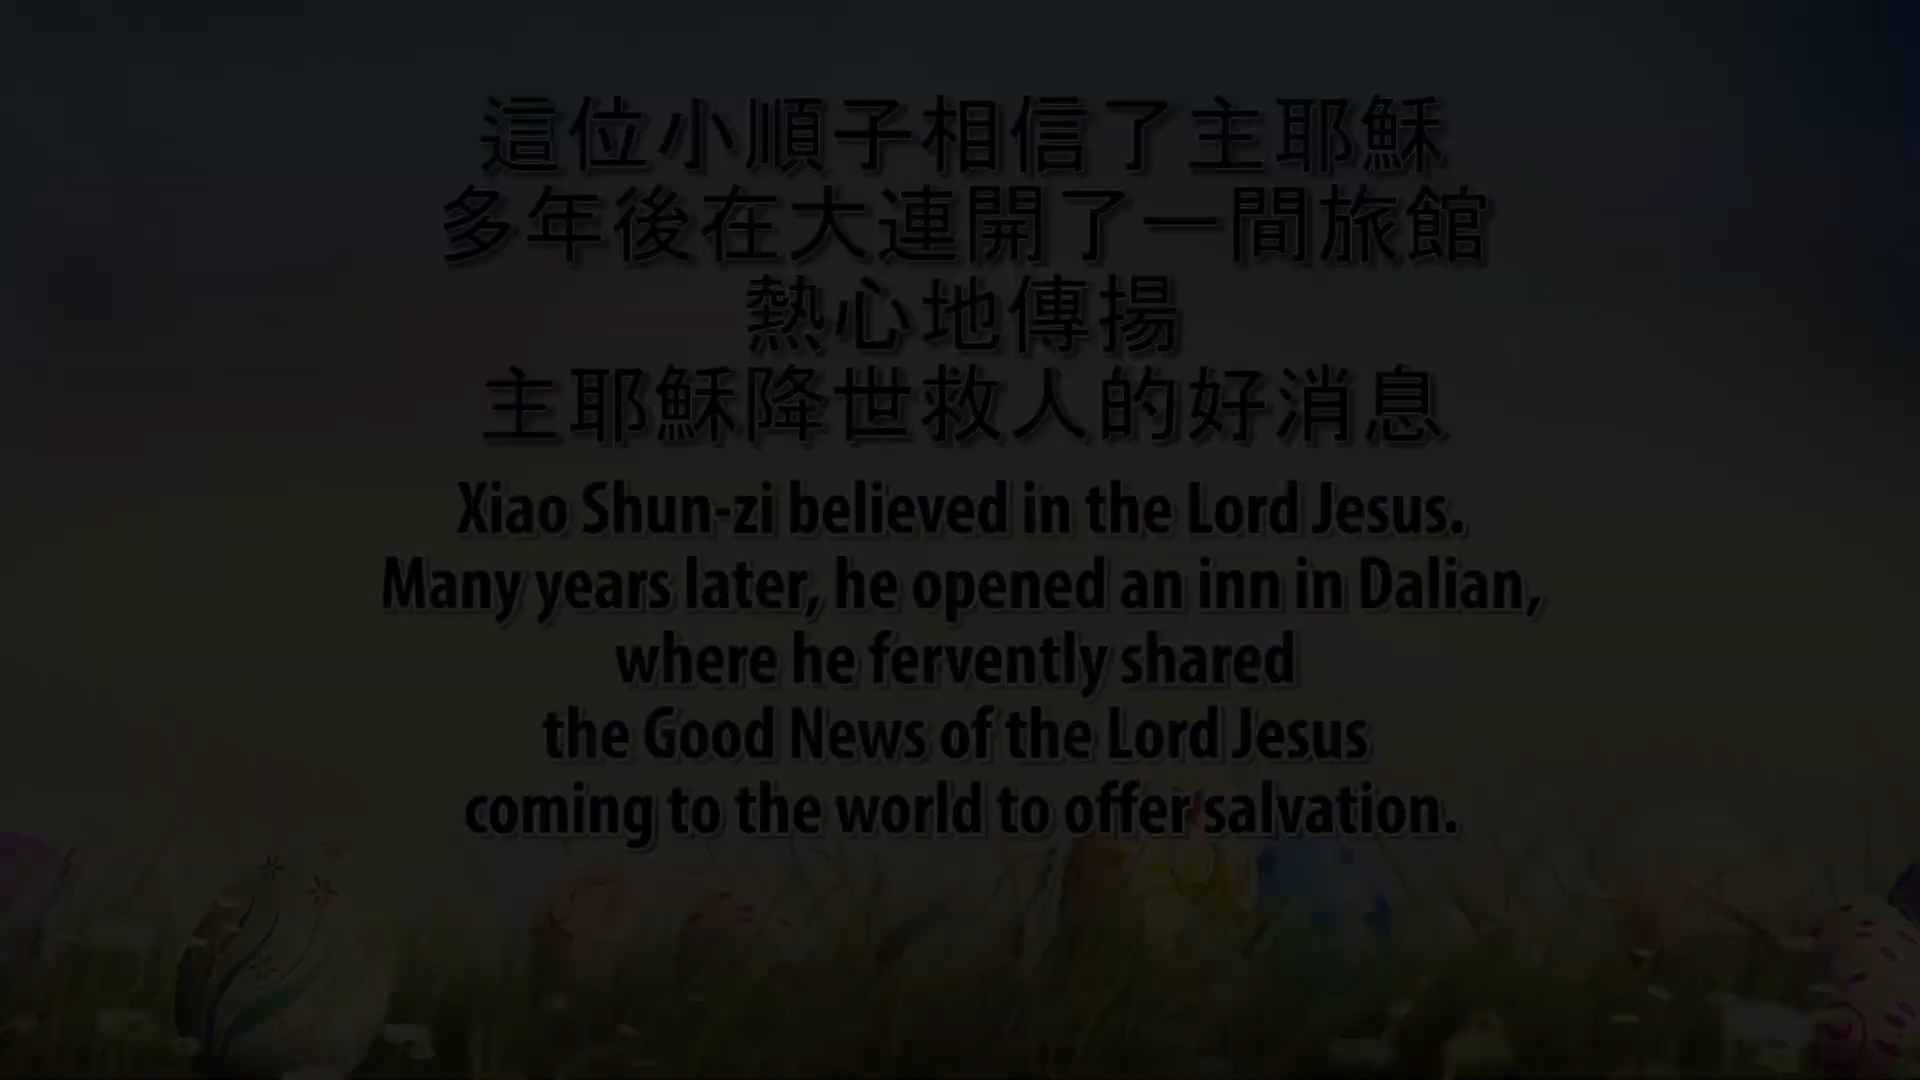 這位小順子相信了主耶穌
多年後在大連開了一間旅館
熱心地傳揚
主耶穌降世救人的好消息
Xiao Shun-zi believed in the Lord Jesus.
Many years later, he opened an inn in Dalian,
where he fervently shared
the Good News of the Lord Jesus
coming to the world to offer salvation.